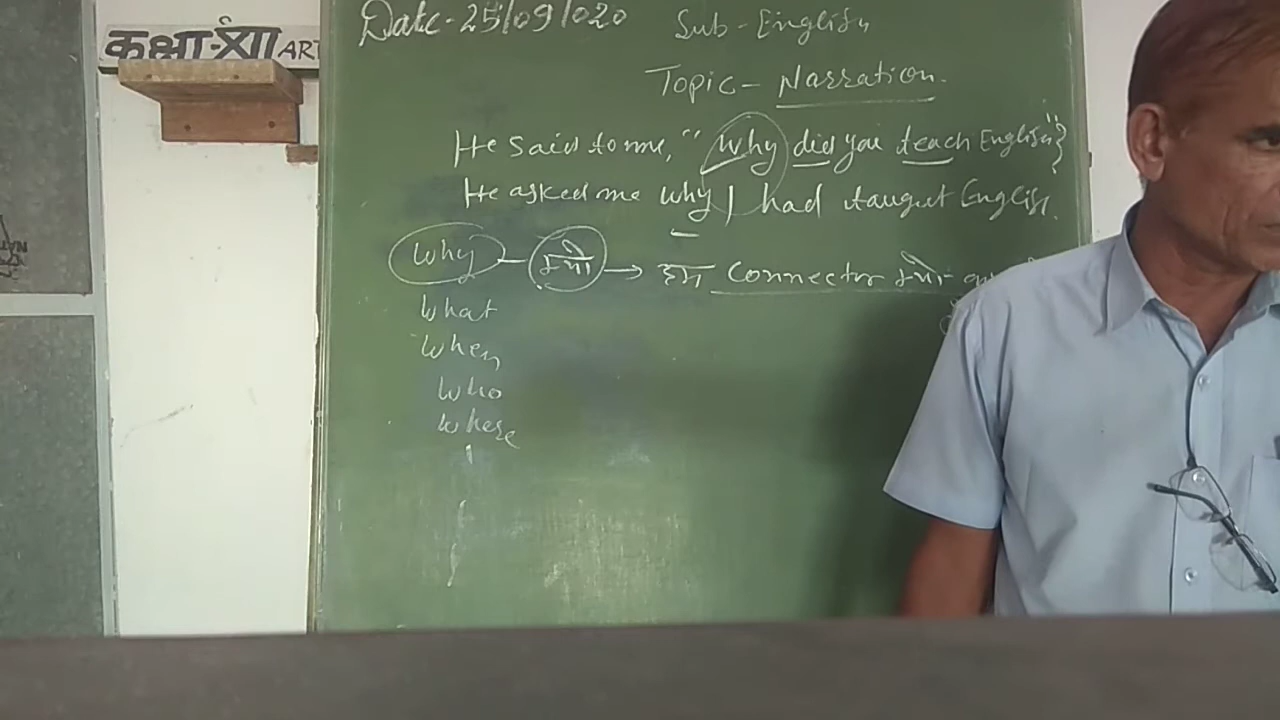 कक्षा-XII ART
Date-25/09/020
Sub-English
Topic- Narration.
He said to me, "Why did you teach English"?
He asked me why I had taught English.
Why - क्यों → हम Connector क्यों
What
When
Who
Where